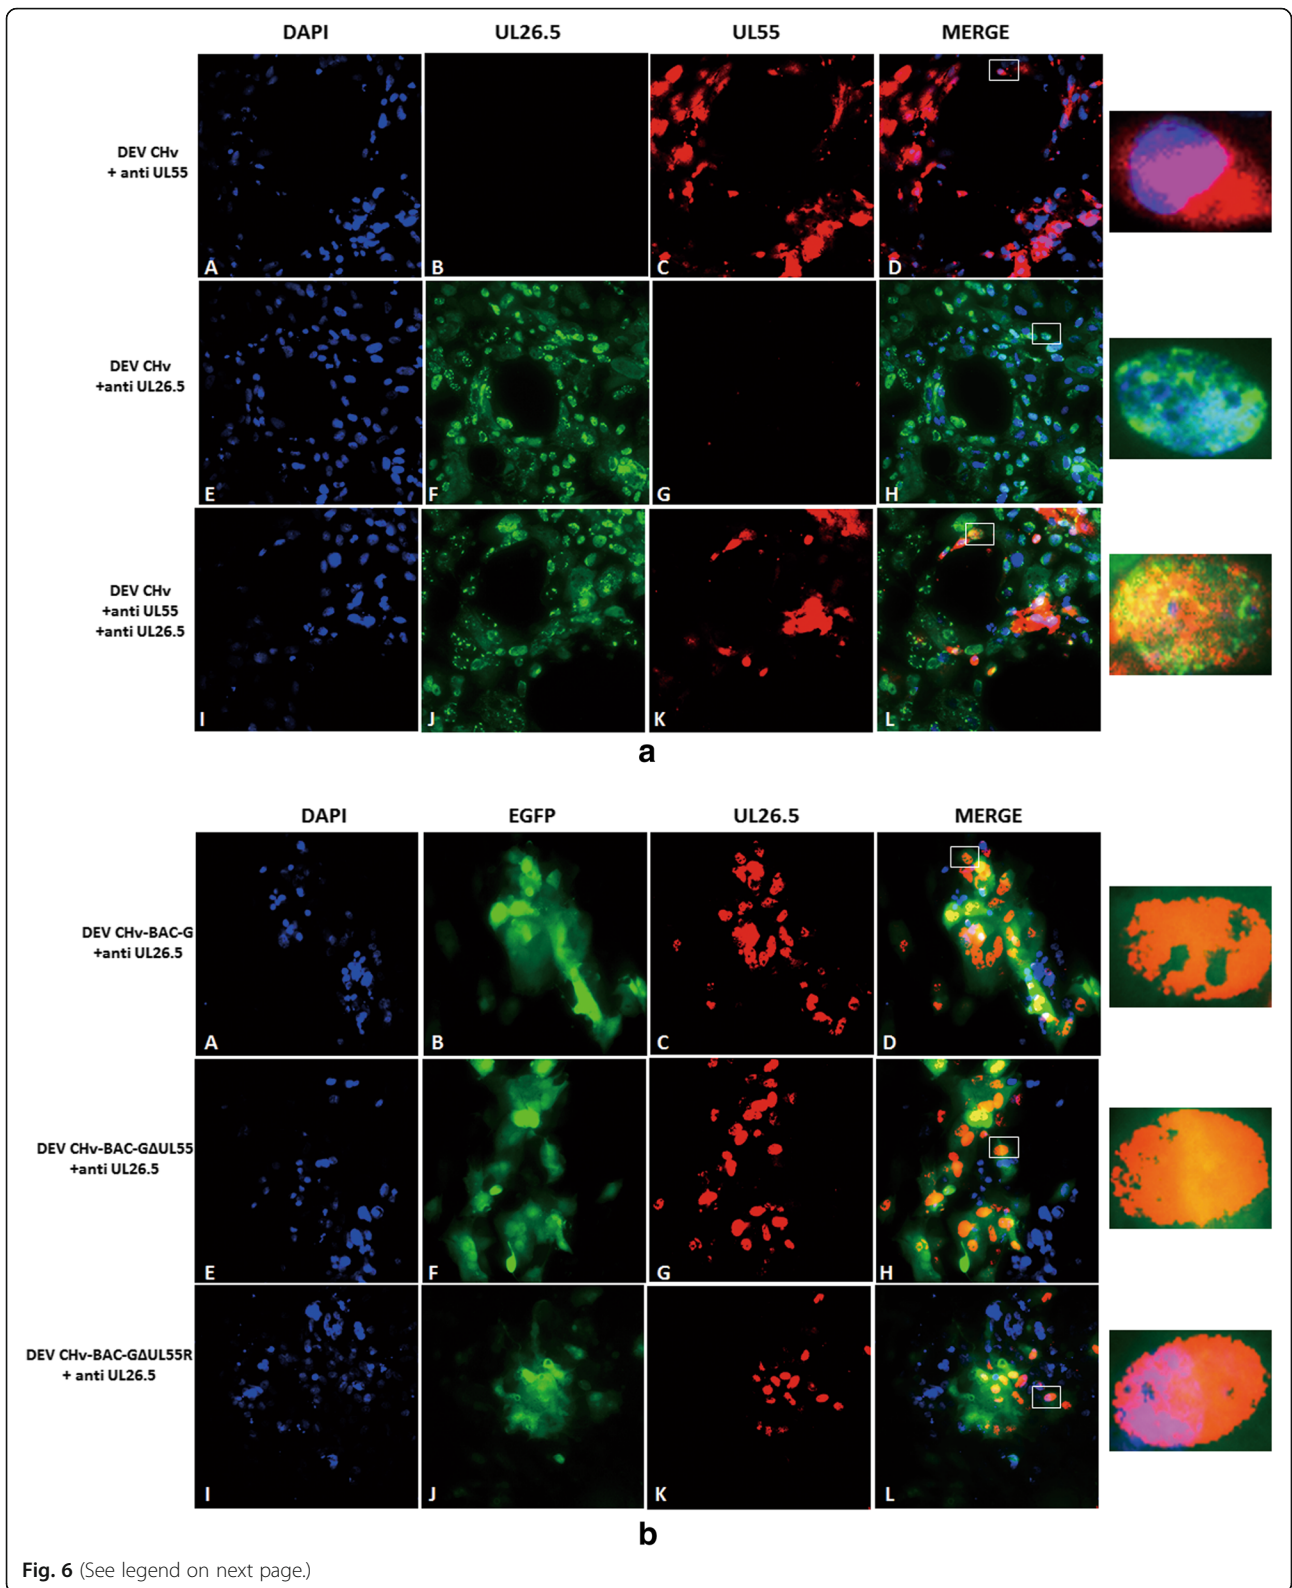 DAPI UL26.5 UL55 MERGE
DEV CHv
+ anti UL55
A B C D
DEV CHv
+anti UL26.5
E F G H
DEV CHv
+anti UL55
+anti UL26.5
I J K L
a
DAPI EGFP UL26.5 MERGE
DEV CHv-BAC-G
+anti UL26.5
A B C D
DEV CHv-BAC-GΔUL55
+anti UL26.5
E F G H
DEV CHv-BAC-GΔUL55R
+ anti UL26.5
I J K L
b
Fig. 6 (See legend on next page.)